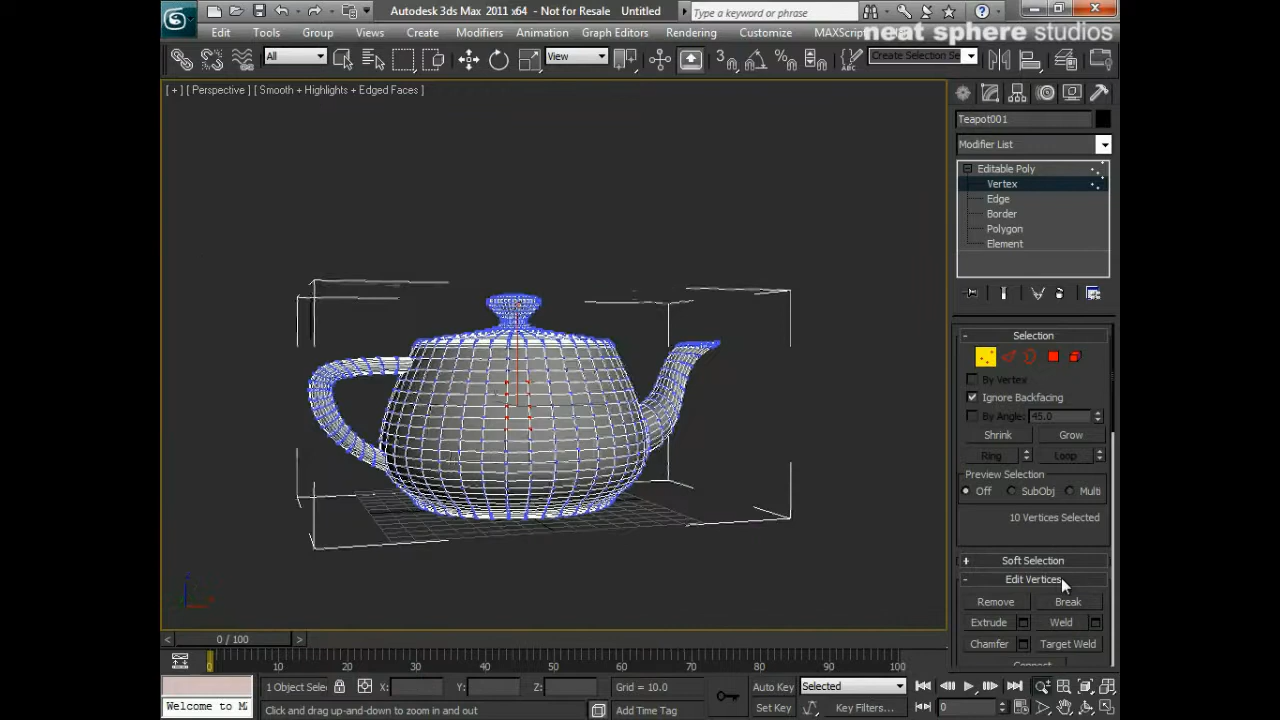 Autodesk 3ds Max 2011 x64 - Not for Resale Untitled
Type a keyword or phrase
Edit Tools Group Views Create Modifiers Animation Graph Editors Rendering Customize MAXScript
neat sphere studios
All View Create Selection Se
[ + ] [ Perspective ] [ Smooth + Highlights + Edged Faces ]
Teapot001
Modifier List
Editable Poly
Vertex
Edge
Border
Polygon
Element
- Selection
By Vertex
Ignore Backfacing
By Angle: 45.0
Shrink Grow
Ring Loop
Preview Selection
Off SubObj Multi
10 Vertices Selected
+ Soft Selection
- Edit Vertices
Remove Break
Extrude Weld
Chamfer Target Weld
Connect
< 0 / 100 >
0 10 20 30 40 50 60 70 80 90 100
1 Object Sele X: Y: Z: Grid = 10.0 Auto Key Selected
Welcome to M
Click and drag up-and-down to zoom in and out Add Time Tag Set Key Key Filters... 0